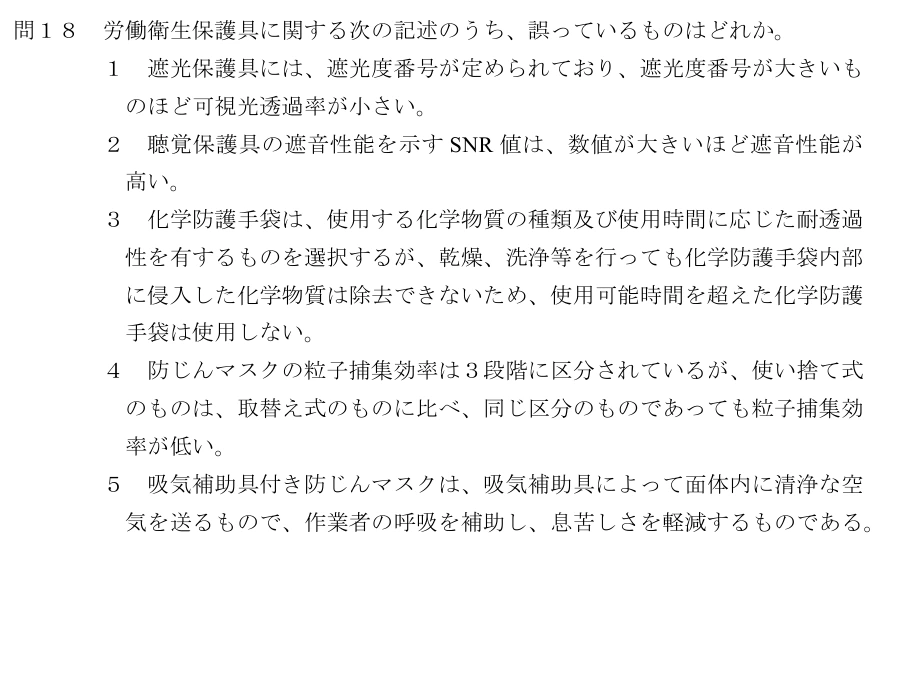 問１８　労働衛生保護具に関する次の記述のうち、誤っているものはどれか。
１　遮光保護具には、遮光度番号が定められており、遮光度番号が大きいも
のほど可視光透過率が小さい。
２　聴覚保護具の遮音性能を示す SNR 値は、数値が大きいほど遮音性能が
高い。
３　化学防護手袋は、使用する化学物質の種類及び使用時間に応じた耐透過
性を有するものを選択するが、乾燥、洗浄等を行っても化学防護手袋内部
に侵入した化学物質は除去できないため、使用可能時間を超えた化学防護
手袋は使用しない。
４　防じんマスクの粒子捕集効率は３段階に区分されているが、使い捨て式
のものは、取替え式のものに比べ、同じ区分のものであっても粒子捕集効
率が低い。
５　吸気補助具付き防じんマスクは、吸気補助具によって面体内に清浄な空
気を送るもので、作業者の呼吸を補助し、息苦しさを軽減するものである。